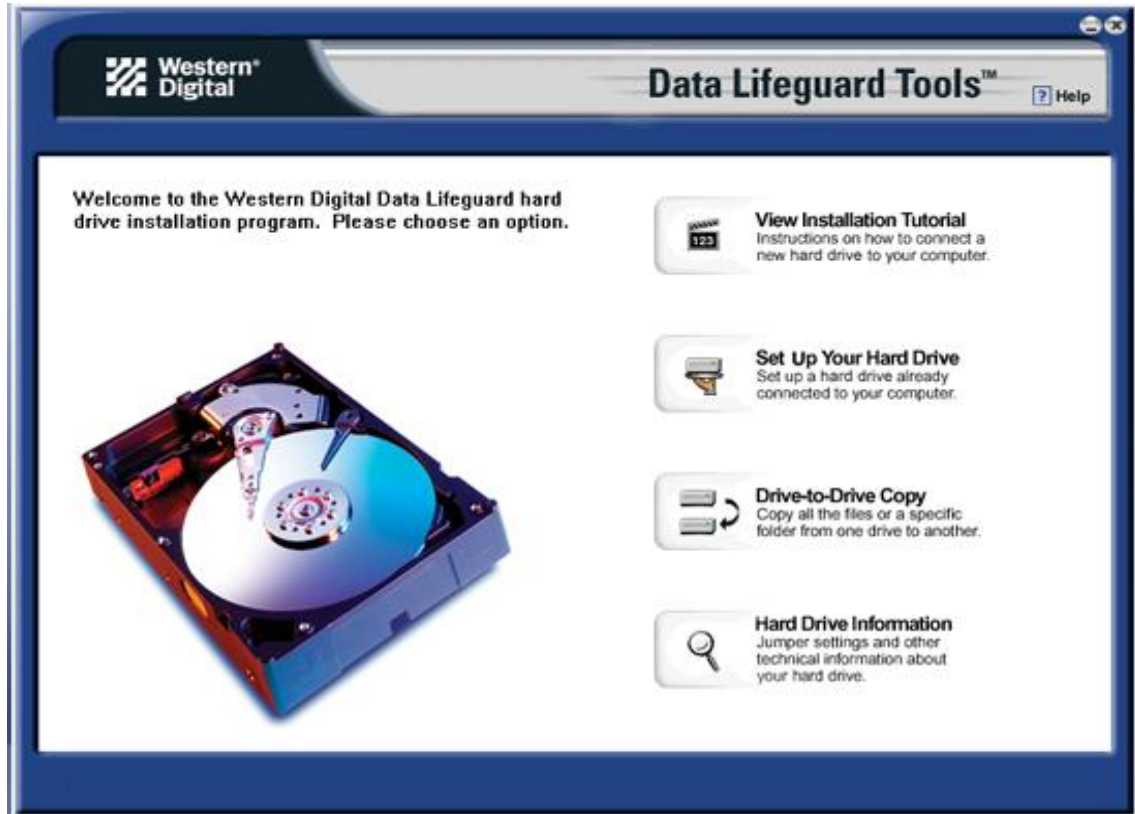 Western®
Digital
Data Lifeguard Tools™
? Help
Welcome to the Western Digital Data Lifeguard hard
drive installation program. Please choose an option.
123
View Installation Tutorial
Instructions on how to connect a
new hard drive to your computer.
Set Up Your Hard Drive
Set up a hard drive already
connected to your computer.
Drive-to-Drive Copy
Copy all the files or a specific
folder from one drive to another.
Hard Drive Information
Jumper settings and other
technical information about
your hard drive.